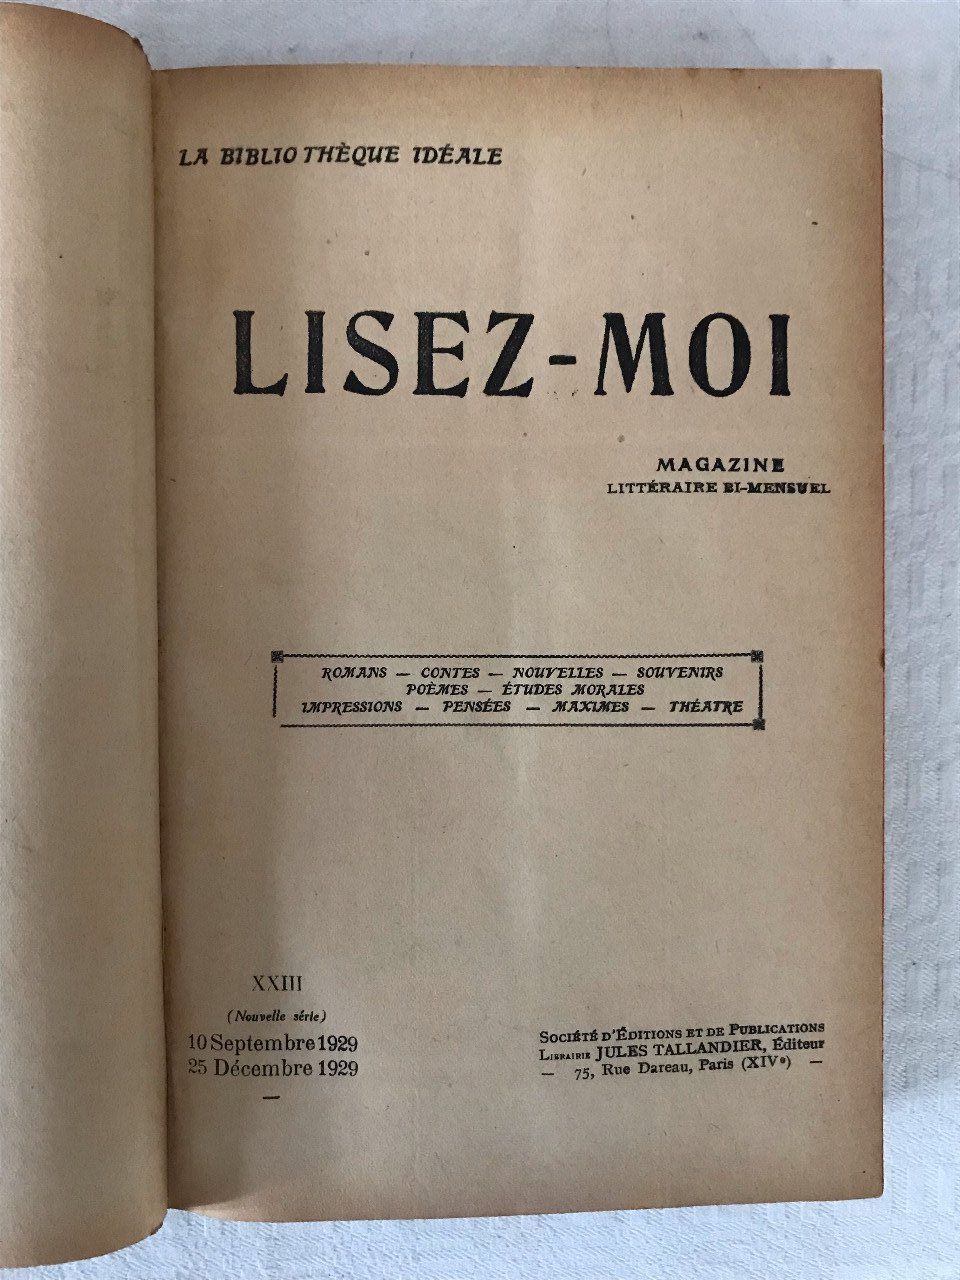 LA BIBLIOTHÈQUE IDÉALE
LISEZ-MOI
MAGAZINE
LITTÉRAIRE BI-MENSUEL
ROMANS — CONTES — NOUVELLES — SOUVENIRS
POÈMES — ÉTUDES MORALES
IMPRESSIONS — PENSÉES — MAXIMES — THÉATRE
XXIII
(Nouvelle série)
10 Septembre 1929
25 Décembre 1929
—
SOCIÉTÉ D'ÉDITIONS ET DE PUBLICATIONS
LIBRAIRIE JULES TALLANDIER, Éditeur
— 75, Rue Dareau, Paris (XIVe) —